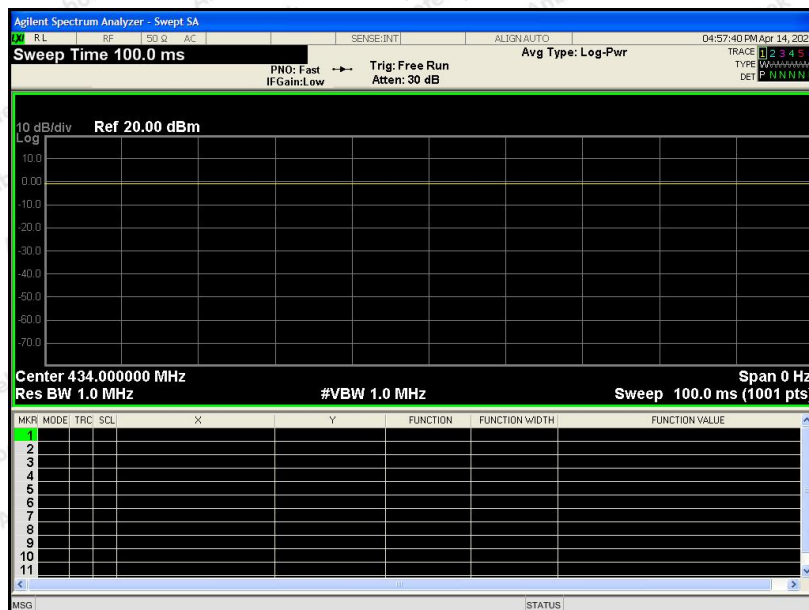 Agilent Spectrum Analyzer - Swept SA
LXI RL RF 50 Ω AC SENSE:INT ALIGN AUTO 04:57:40 PM Apr 14, 202
Sweep Time 100.0 ms
Avg Type: Log-Pwr
TRACE 1 2 3 4 5
PNO: Fast Trig: Free Run
TYPE W
IFGain:Low Atten: 30 dB
DET P N N N N
10 dB/div Ref 20.00 dBm
Log
10.0
0.00
-10.0
-20.0
-30.0
-40.0
-50.0
-60.0
-70.0
Center 434.000000 MHz Span 0 Hz
Res BW 1.0 MHz #VBW 1.0 MHz Sweep 100.0 ms (1001 pts)
MKR MODE TRC SCL X Y FUNCTION FUNCTION WIDTH FUNCTION VALUE
1
2
3
4
5
6
7
8
9
10
11
MSG STATUS